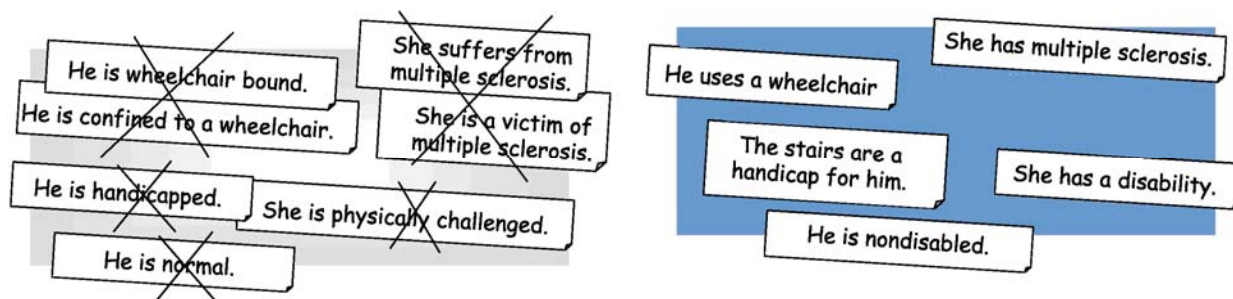 He is wheelchair bound.
He is confined to a wheelchair.
She suffers from
multiple sclerosis.
She is a victim of
multiple sclerosis.
He is handicapped.
She is physically challenged.
He is normal.
She has multiple sclerosis.
He uses a wheelchair
The stairs are a
handicap for him.
She has a disability.
He is nondisabled.